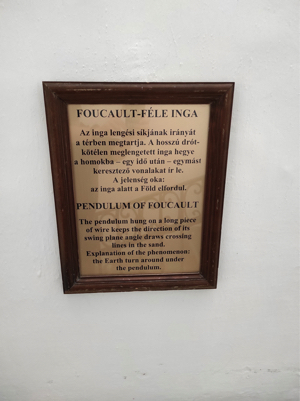 FOUCAULT-FÉLE INGA
Az inga lengési síkjának irányát
a térben megtartja. A hosszú drót-
kötélen meglengetett inga hegye
a homokba – egy idő után – egymást
keresztező vonalakat ír le.
A jelenség oka:
az inga alatt a Föld elfordul.
PENDULUM OF FOUCAULT
The pendulum hung on a long piece
of wire keeps the direction of its
swing plane angle draws crossing
lines in the sand.
Explanation of the phenomenon:
the Earth turn around under
the pendulum.